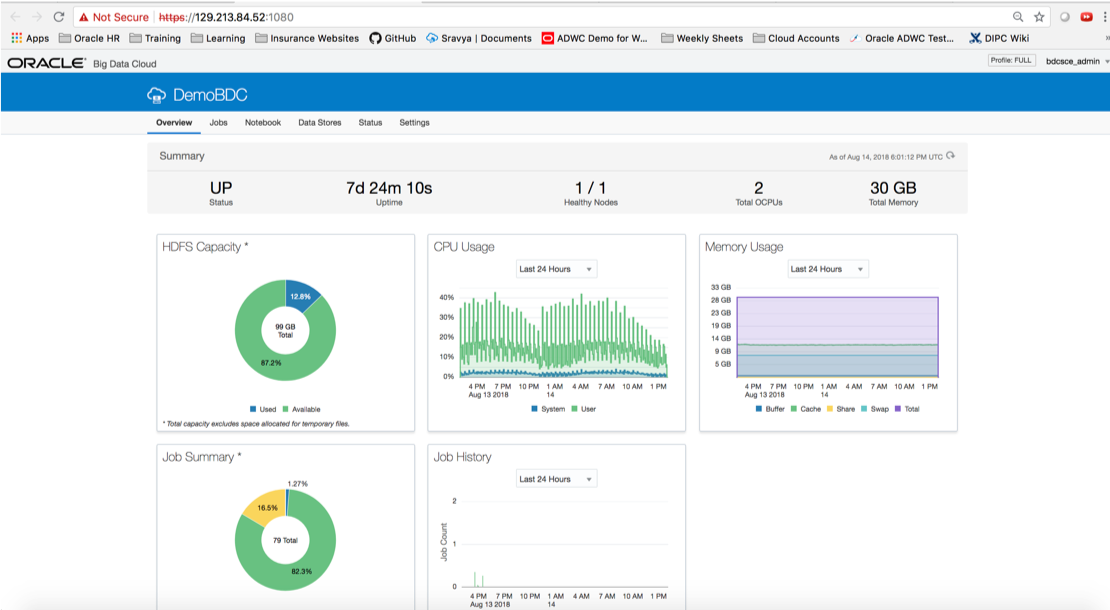 Not Secure https://129.213.84.52:1080
Apps Oracle HR Training Learning Insurance Websites GitHub Sravya | Documents ADWC Demo for W... Weekly Sheets Cloud Accounts Oracle ADWC Test... DIPC Wiki »
ORACLE Big Data Cloud Profile: FULL bdcsce_admin
DemoBDC
Overview Jobs Notebook Data Stores Status Settings
Summary As of Aug 14, 2018 6:01:12 PM UTC
UP 7d 24m 10s 1 / 1 2 30 GB
Status Uptime Healthy Nodes Total OCPUs Total Memory
HDFS Capacity *
12.8%
99 GB
Total
87.2%
Used Available
* Total capacity excludes space allocated for temporary files.
CPU Usage
Last 24 Hours
40%
30%
20%
10%
0%
4 PM 7 PM 10 PM 1 AM 4 AM 7 AM 10 AM 1 PM
Aug 13 2018 14
System User
Memory Usage
Last 24 Hours
33 GB
28 GB
23 GB
19 GB
14 GB
9 GB
5 GB
4 PM 7 PM 10 PM 1 AM 4 AM 7 AM 10 AM 1 PM
Aug 13 2018 14
Buffer Cache Share Swap Total
Job Summary *
1.27%
16.5%
79 Total
82.3%
Job History
Last 24 Hours
2
1
0
Job Count
4 PM 7 PM 10 PM 1 AM 4 AM 7 AM 10 AM 1 PM
Aug 13 2018 14